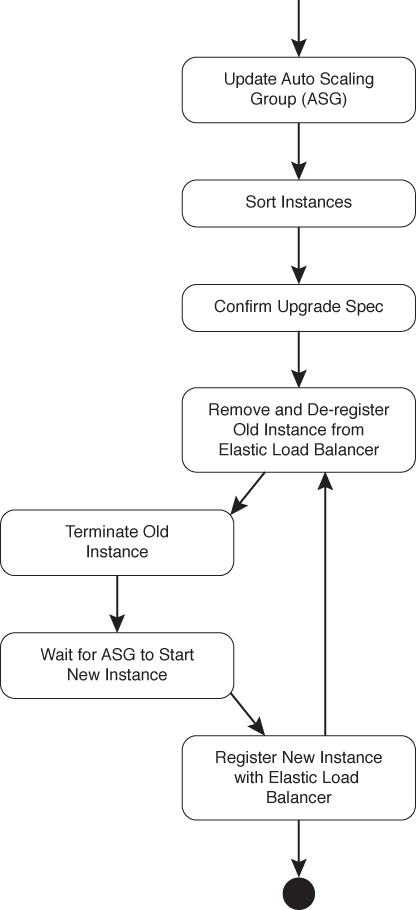 Update Auto Scaling
Group (ASG)
Sort Instances
Confirm Upgrade Spec
Remove and De-register
Old Instance from
Elastic Load Balancer
Terminate Old
Instance
Wait for ASG to Start
New Instance
Register New Instance
with Elastic Load
Balancer